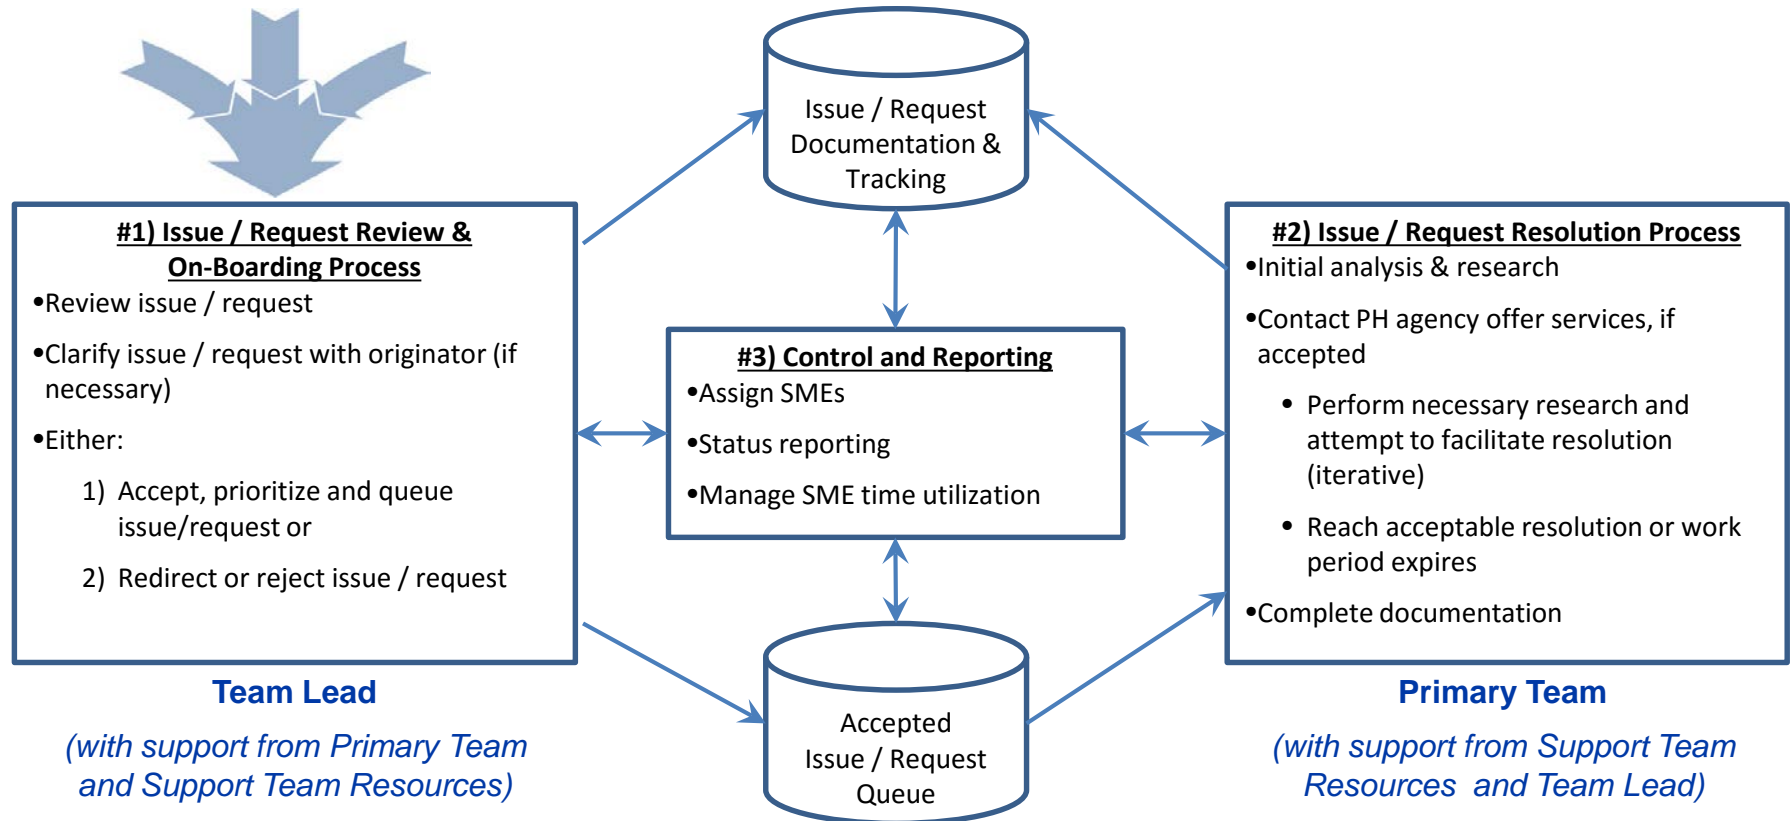 Issue / Request
Documentation &
Tracking
#1) Issue / Request Review &
On-Boarding Process
•Review issue / request
•Clarify issue / request with originator (if
necessary)
•Either:
1) Accept, prioritize and queue
issue/request or
2) Redirect or reject issue / request
Team Lead
(with support from Primary Team
and Support Team Resources)
#3) Control and Reporting
•Assign SMEs
•Status reporting
•Manage SME time utilization
Accepted
Issue / Request
Queue
#2) Issue / Request Resolution Process
•Initial analysis & research
•Contact PH agency offer services, if
accepted
• Perform necessary research and
attempt to facilitate resolution
(iterative)
• Reach acceptable resolution or work
period expires
•Complete documentation
Primary Team
(with support from Support Team
Resources and Team Lead)